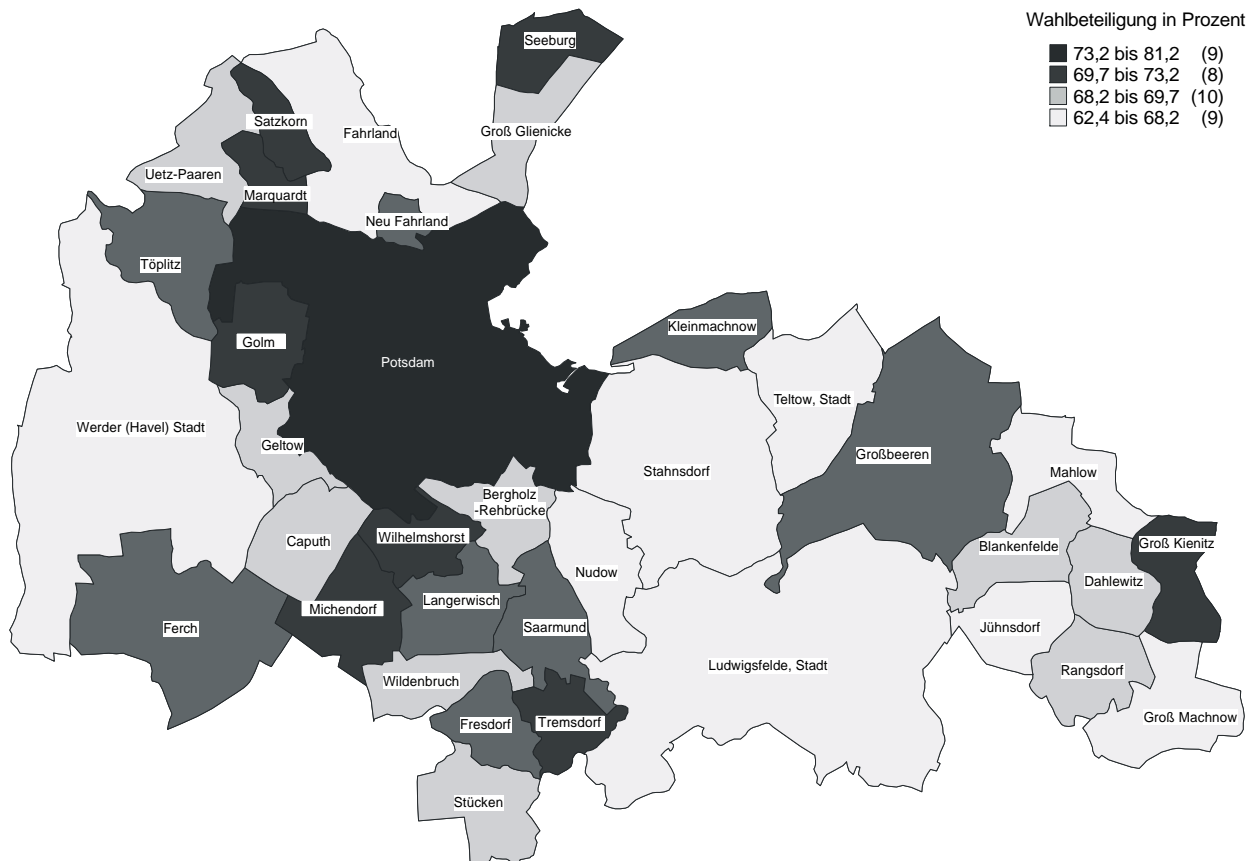 Wahlbeteiligung in Prozent
73,2 bis 81,2 (9)
69,7 bis 73,2 (8)
68,2 bis 69,7 (10)
62,4 bis 68,2 (9)
Seeburg
Satzkorn
Fahrland
Groß Glienicke
Uetz-Paaren
Marquardt
Neu Fahrland
Töplitz
Kleinmachnow
Golm
Potsdam
Teltow, Stadt
Werder (Havel) Stadt
Geltow
Großbeeren
Stahnsdorf
Mahlow
Bergholz
-Rehbrücke
Wilhelmshorst
Caputh
Groß Kienitz
Blankenfelde
Nudow
Dahlewitz
Langerwisch
Michendorf
Ferch
Saarmund
Jühnsdorf
Ludwigsfelde, Stadt
Rangsdorf
Wildenbruch
Groß Machnow
Fresdorf
Tremsdorf
Stücken